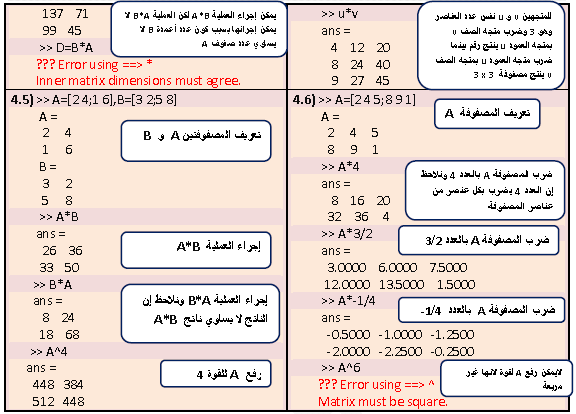 137 71
99 45
>> D=B*A
??? Error using ==> *
Inner matrix dimensions must agree.
يمكن إجراء العملية A*B لكن العملية B*A لا
يمكن إجرائها بسبب كون عدد أعمدة B لا
يساوي عدد صفوف A
4.5) >> A=[2 4;1 6],B=[3 2;5 8]
A =
2 4
1 6
B =
3 2
5 8
تعريف المصفوفتين A و B
>> A*B
ans =
26 36
33 50
إجراء العملية A*B
>> B*A
ans =
8 24
18 68
إجراء العملية B*A ونلاحظ إن
الناتج لا يساوي ناتج A*B
>> A^4
ans =
448 384
512 448
رفع A للقوة 4
>> u*v
ans =
4 12 20
8 24 40
9 27 45
للمتجهين u و v نفس عدد العناصر
وهو 3 وضرب متجه الصف
بمتجه العمود u ينتج رقم بينما
ضرب متجه العمود u بمتجه الصف
v ينتج مصفوفة 3 x 3
4.6) >> A=[2 4 5; 8 9 1]
A =
2 4 5
8 9 1
تعريف المصفوفة A
>> A*4
ans =
8 16 20
32 36 4
ضرب المصفوفة A بالعدد 4 ونلاحظ
إن العدد 4 يضرب بكل عنصر من
عناصر المصفوفة
>> A*3/2
ans =
3.0000 6.0000 7.5000
12.0000 13.5000 1.5000
ضرب المصفوفة A بالعدد 3/2
>> A*-1/4
ans =
-0.5000 -1.0000 -1.2500
-2.0000 -2.2500 -0.2500
ضرب المصفوفة A بالعدد -1/4
>> A^6
??? Error using ==> ^
Matrix must be square.
لايمكن رفع A لقوة لانها غير
مربعة